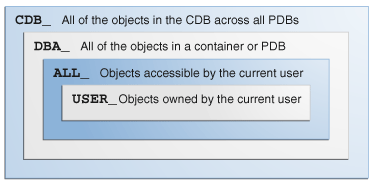 CDB_ All of the objects in the CDB across all PDBs
DBA_ All of the objects in a container or PDB
ALL_ Objects accessible by the current user
USER_ Objects owned by the current user